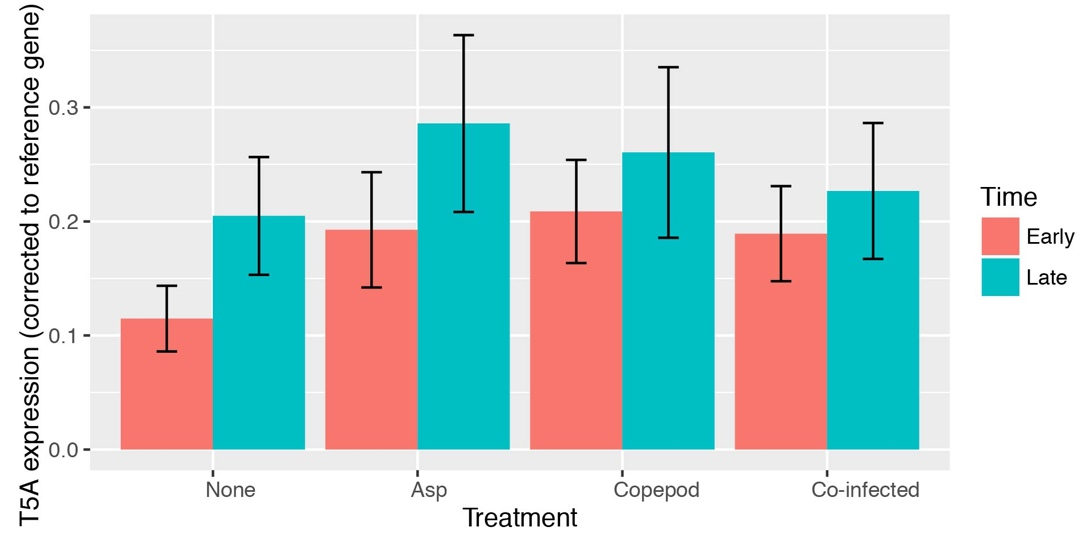 T5A expression (corrected to reference gene)
0.3
0.2
0.1
0.0
None Asp Copepod Co-infected
Treatment
Time
Early
Late